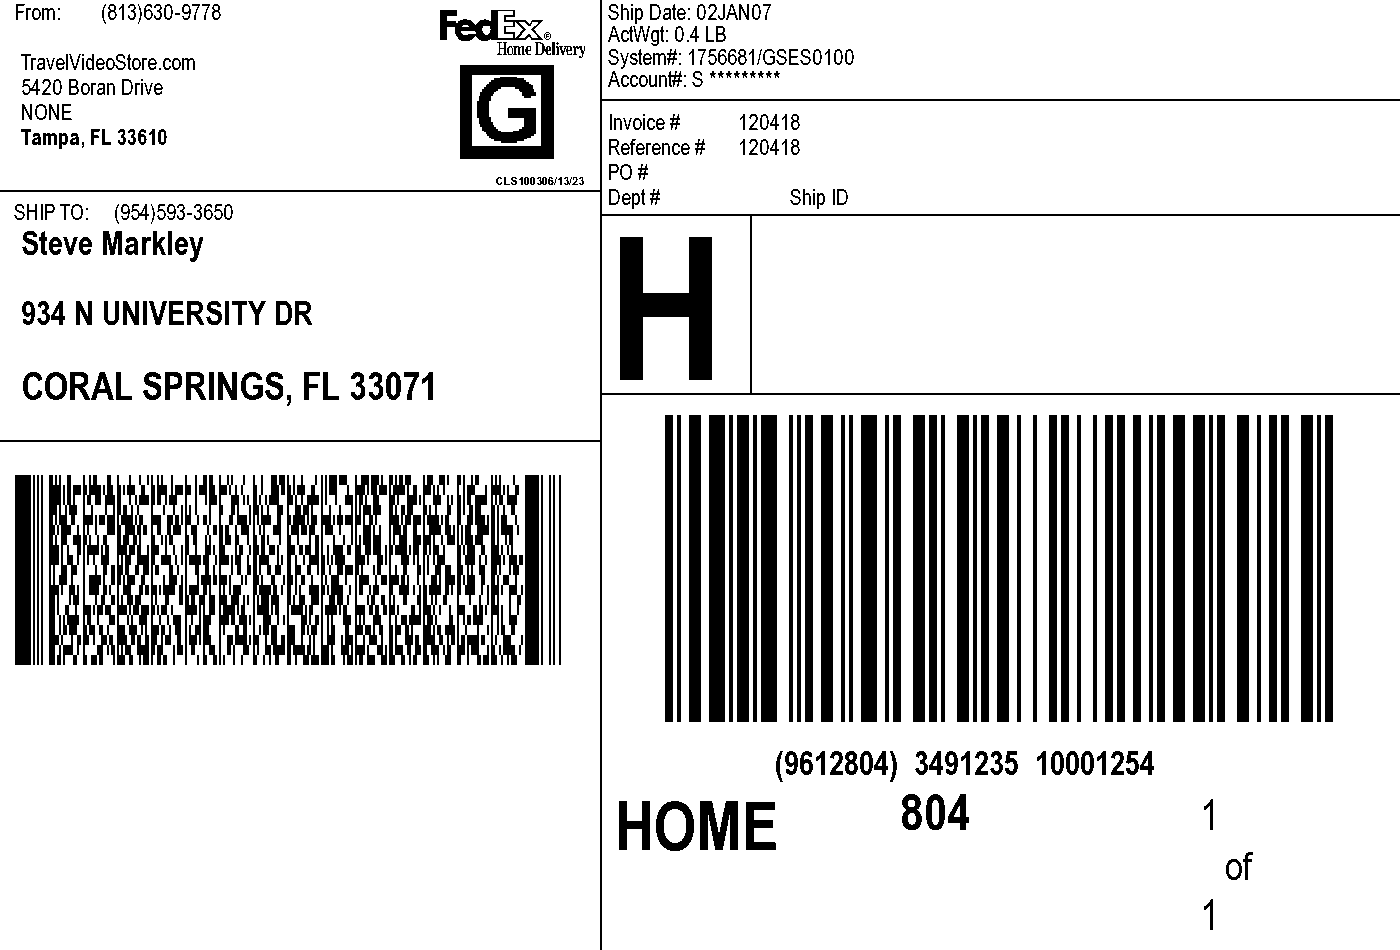 From: (813)630-9778
TravelVideoStore.com
5420 Boran Drive
NONE
Tampa, FL 33610
FedEx®
Home Delivery
G
CLS100306/13/23
SHIP TO: (954)593-3650
Steve Markley
934 N UNIVERSITY DR
CORAL SPRINGS, FL 33071
Ship Date: 02JAN07
ActWgt: 0.4 LB
System#: 1756681/GSES0100
Account#: S *********
Invoice # 120418
Reference # 120418
PO #
Dept # Ship ID
H
(9612804) 3491235 10001254
HOME 804 1
of
1